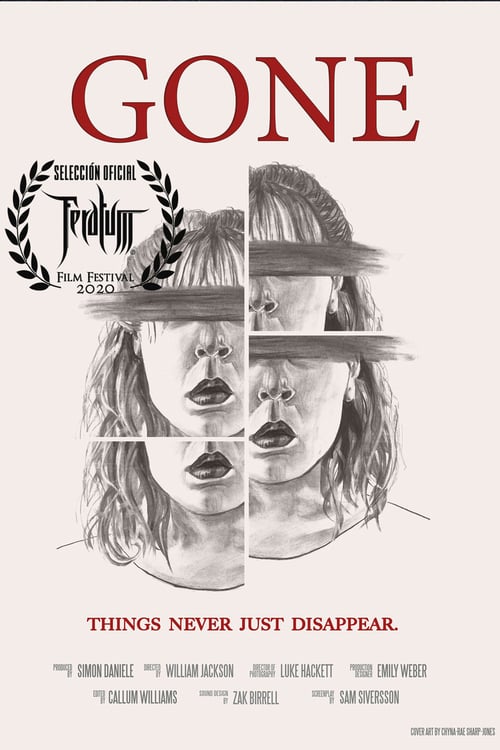 GONE
SELECCIÓN OFICIAL
Feratum
FILM FESTIVAL
2020
THINGS NEVER JUST DISAPPEAR.
PRODUCED BY SIMON DANIELE DIRECTED BY WILLIAM JACKSON DIRECTOR OF PHOTOGRAPHY LUKE HACKETT PRODUCTION DESIGNER EMILY WEBER
EDITED BY CALLUM WILLIAMS SOUND DESIGN BY ZAK BIRRELL SCREENPLAY BY SAM SIVERSSON
COVER ART BY CHYNA-RAE SHARP-JONES